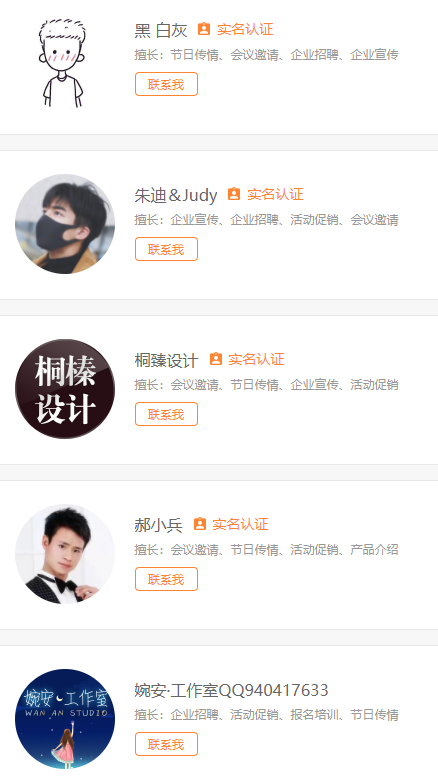 黑 白灰 实名认证
擅长：节日传情、会议邀请、企业招聘、企业宣传
联系我
朱迪＆Judy 实名认证
擅长：企业宣传、企业招聘、活动促销、会议邀请
联系我
桐榛
设计
桐臻设计 实名认证
擅长：会议邀请、节日传情、企业宣传、活动促销
联系我
郝小兵 实名认证
擅长：会议邀请、节日传情、活动促销、产品介绍
联系我
婉安·工作室
WAN AN STUDIO
婉安·工作室QQ940417633
擅长：企业招聘、活动促销、报名培训、节日传情
联系我